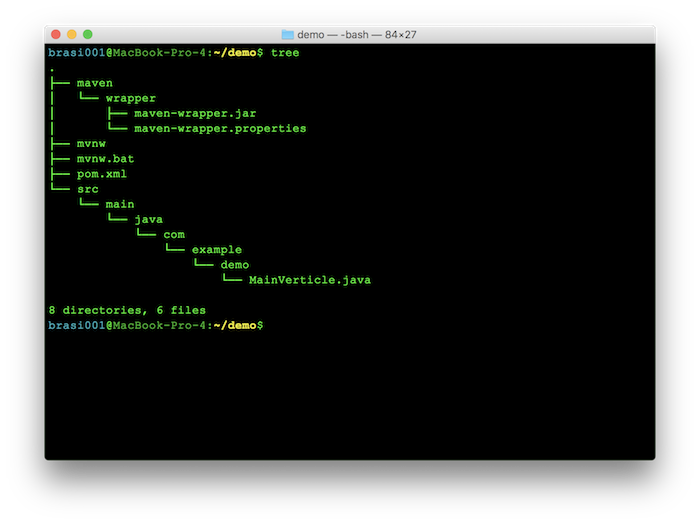 demo — -bash — 84×27
brasi001@MacBook-Pro-4:~/demo$ tree
.
├── maven
│   └── wrapper
│       ├── maven-wrapper.jar
│       └── maven-wrapper.properties
├── mvnw
├── mvnw.bat
├── pom.xml
└── src
    └── main
        └── java
            └── com
                └── example
                    └── demo
                        └── MainVerticle.java
8 directories, 6 files
brasi001@MacBook-Pro-4:~/demo$